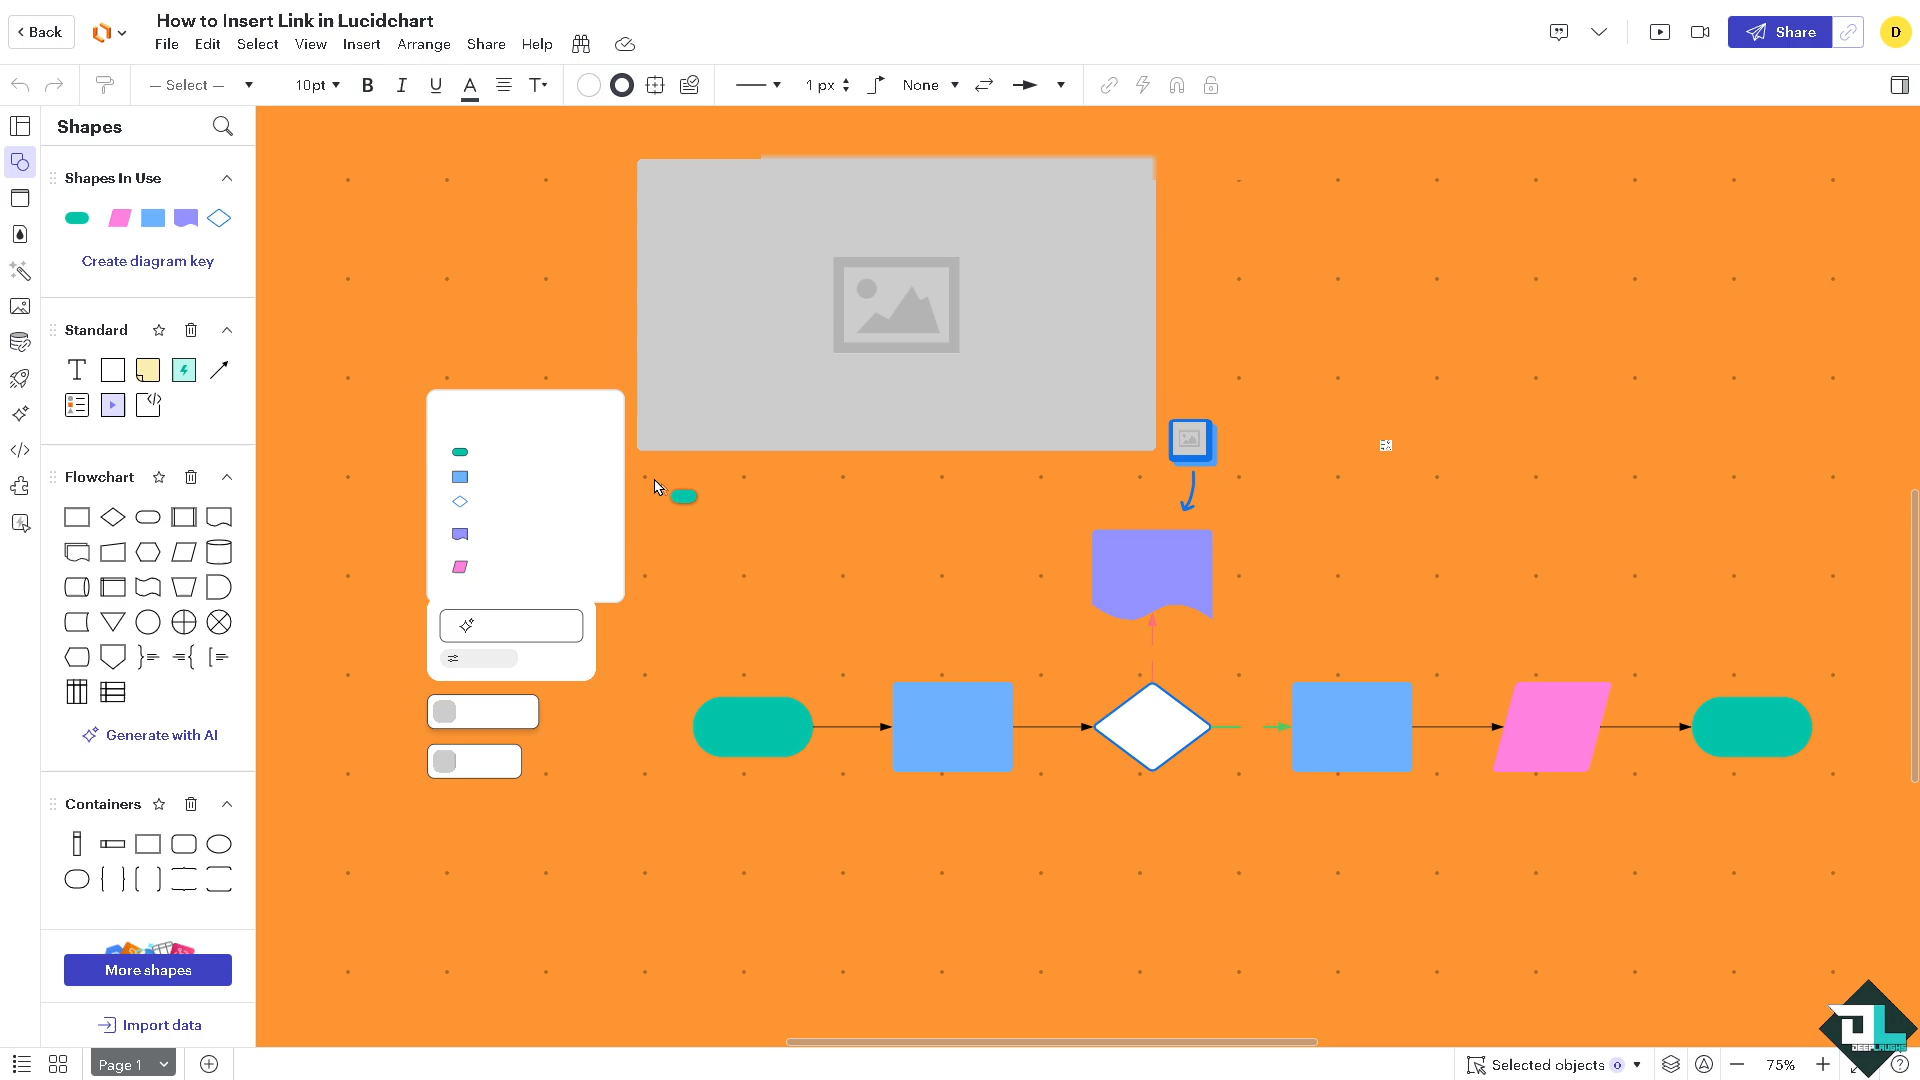 Back
How to Insert Link in Lucidchart
File Edit Select View Insert Arrange Share Help
Share
D
— Select — 10pt B I U A T 1 px None
Shapes
Shapes In Use
Create diagram key
Standard
T
Flowchart
Generate with AI
Containers
More shapes
Import data
Page 1
Selected objects 0
75%
JL
DEEPLAUGHS